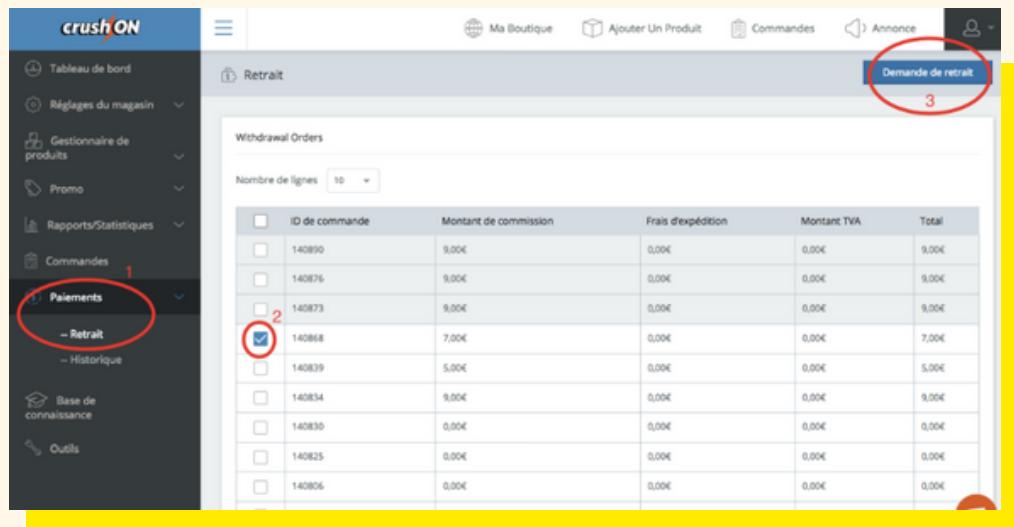 crushON
Ma Boutique
Ajouter Un Produit
Commandes
Annonce
Tableau de bord
Réglages du magasin
Gestionnaire de
produits
Promo
Rapports/Statistiques
Commandes
1
Paiements
– Retrait
– Historique
Base de
connaissance
Outils
Retrait
Demande de retrait
3
Withdrawal Orders
Nombre de lignes 10
ID de commande Montant de commission Frais d'expédition Montant TVA Total
140890 9,00€ 0,00€ 0,00€ 9,00€
140876 9,00€ 0,00€ 0,00€ 9,00€
140873 9,00€ 0,00€ 0,00€ 9,00€
2
140868 7,00€ 0,00€ 0,00€ 7,00€
140839 5,00€ 0,00€ 0,00€ 5,00€
140834 9,00€ 0,00€ 0,00€ 9,00€
140830 0,00€ 0,00€ 0,00€ 0,00€
140825 0,00€ 0,00€ 0,00€ 0,00€
140806 0,00€ 0,00€ 0,00€ 0,00€